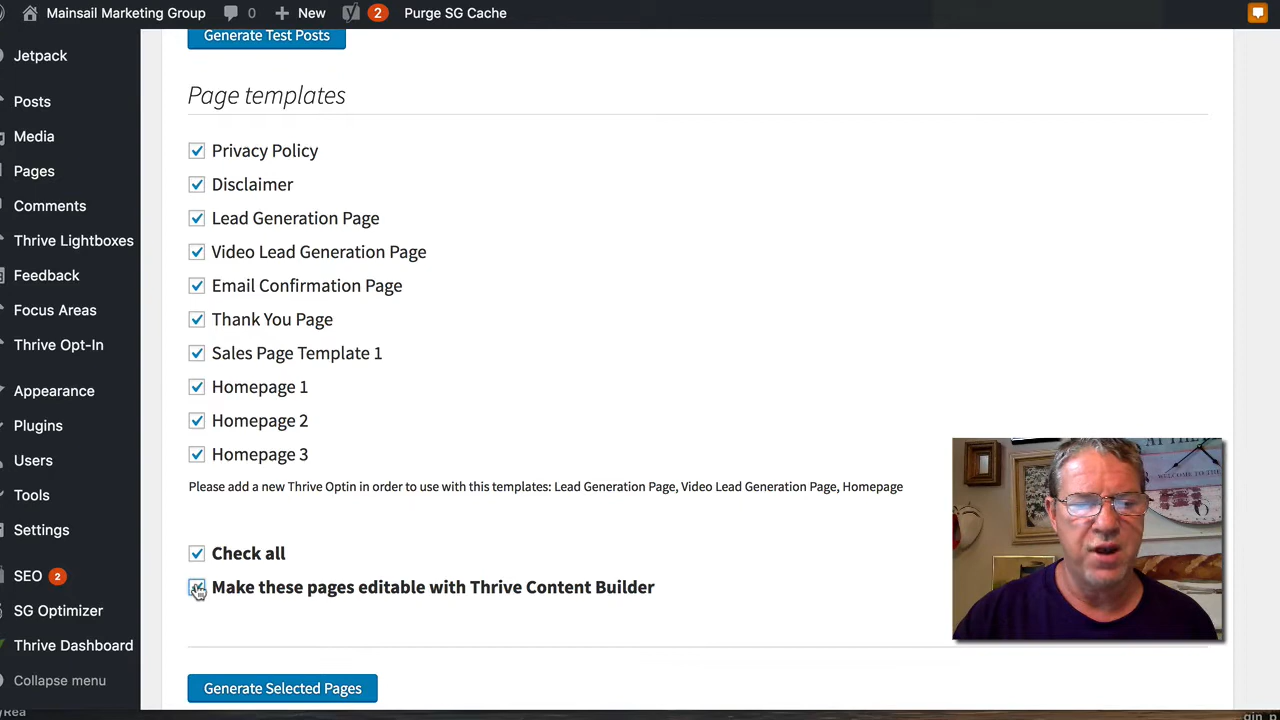 Mainsail Marketing Group 0 New 2 Purge SG Cache
Jetpack
Posts
Media
Pages
Comments
Thrive Lightboxes
Feedback
Focus Areas
Thrive Opt-In
Appearance
Plugins
Users
Tools
Settings
SEO 2
SG Optimizer
Thrive Dashboard
Collapse menu
Generate Test Posts
Page templates
Privacy Policy
Disclaimer
Lead Generation Page
Video Lead Generation Page
Email Confirmation Page
Thank You Page
Sales Page Template 1
Homepage 1
Homepage 2
Homepage 3
Please add a new Thrive Optin in order to use with this templates: Lead Generation Page, Video Lead Generation Page, Homepage
Check all
Make these pages editable with Thrive Content Builder
Generate Selected Pages